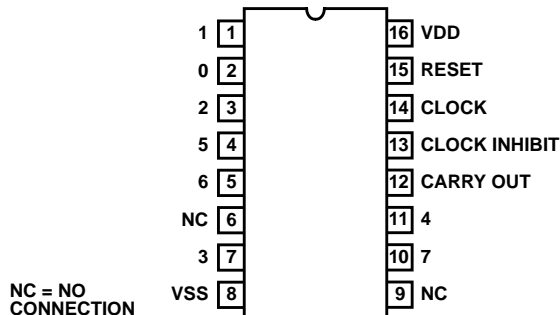 1 1 16 VDD
0 2 15 RESET
2 3 14 CLOCK
5 4 13 CLOCK INHIBIT
6 5 12 CARRY OUT
NC 6 11 4
3 7 10 7
VSS 8 9 NC
NC = NO
CONNECTION